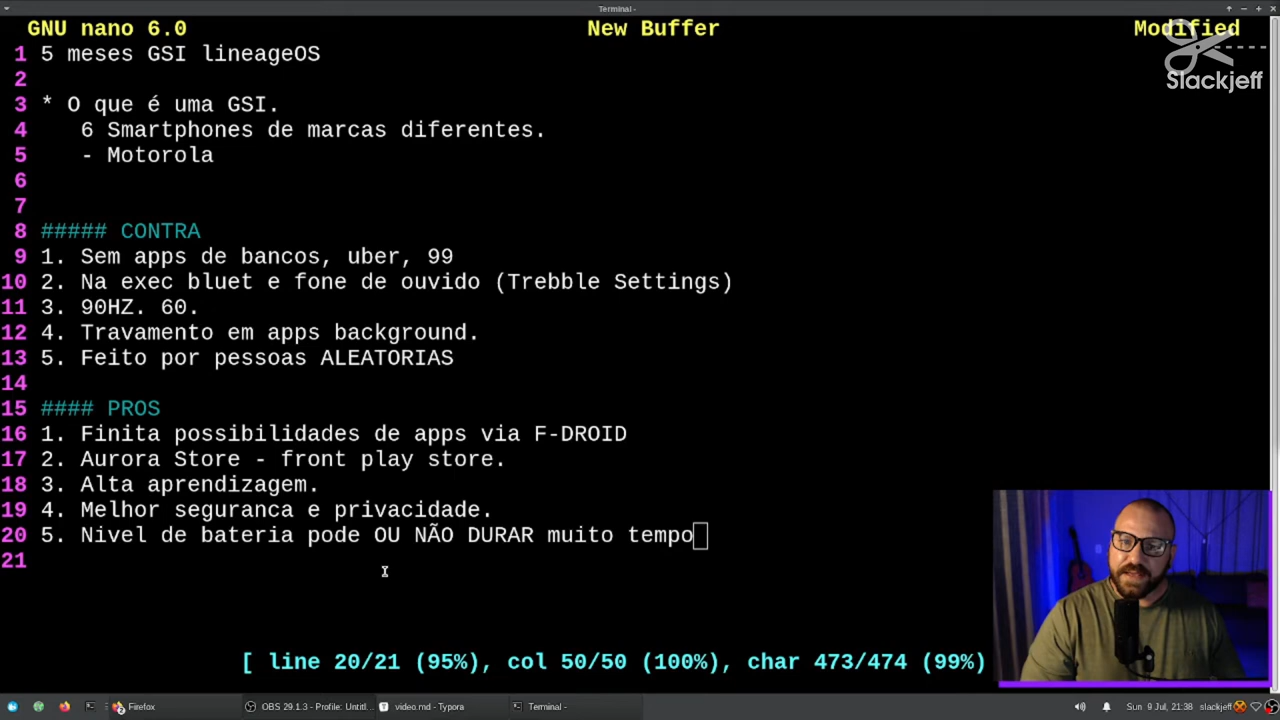 Terminal -
GNU nano 6.0 New Buffer Modified
1 5 meses GSI lineageOS
2
3 * O que é uma GSI.
4 6 Smartphones de marcas diferentes.
5 - Motorola
6
7
8 ##### CONTRA
9 1. Sem apps de bancos, uber, 99
10 2. Na exec bluet e fone de ouvido (Trebble Settings)
11 3. 90HZ. 60.
12 4. Travamento em apps background.
13 5. Feito por pessoas ALEATORIAS
14
15 #### PROS
16 1. Finita possibilidades de apps via F-DROID
17 2. Aurora Store - front play store.
18 3. Alta aprendizagem.
19 4. Melhor seguranca e privacidade.
20 5. Nivel de bateria pode OU NÃO DURAR muito tempo
21
[ line 20/21 (95%), col 50/50 (100%), char 473/474 (99%)
Slackjeff
Firefox OBS 29.1.3 - Profile: Untitl... video.md - Typora Terminal - Sun 9 Jul, 21:38 slackjeff